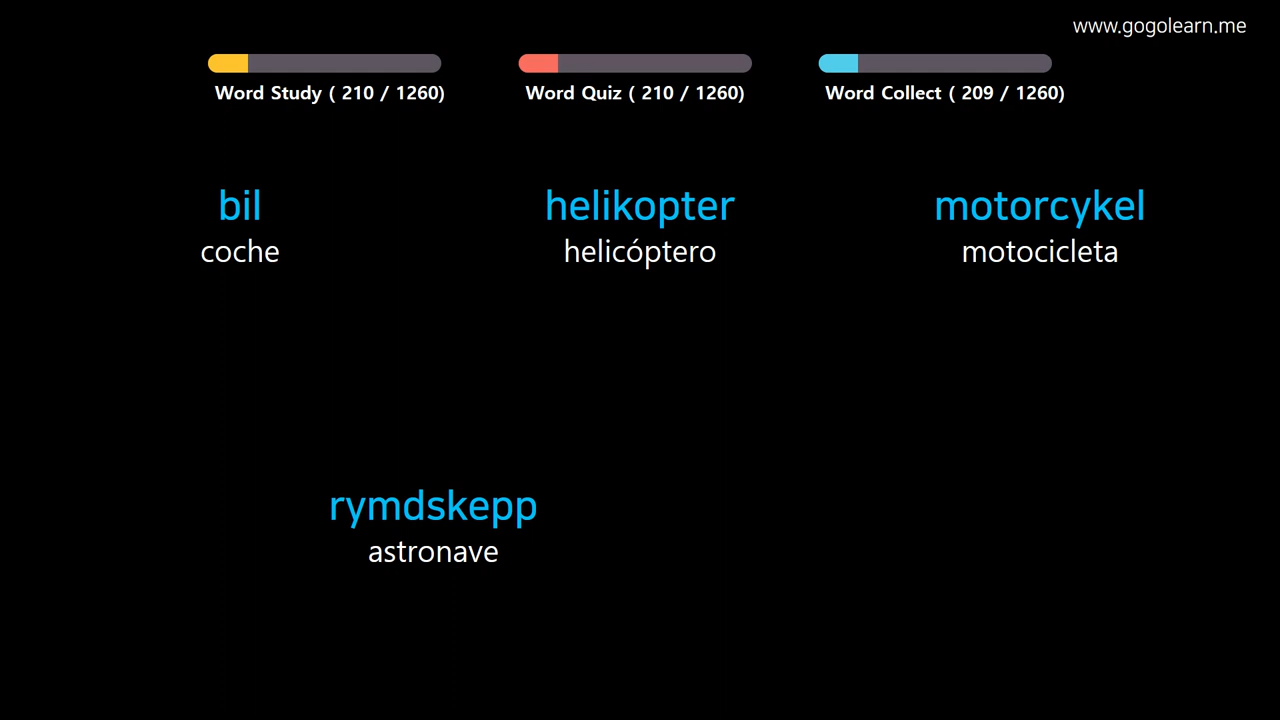 www.gogolearn.me
Word Study ( 210 / 1260)
Word Quiz ( 210 / 1260)
Word Collect ( 209 / 1260)
bil
coche
helikopter
helicóptero
motorcykel
motocicleta
rymdskepp
astronave